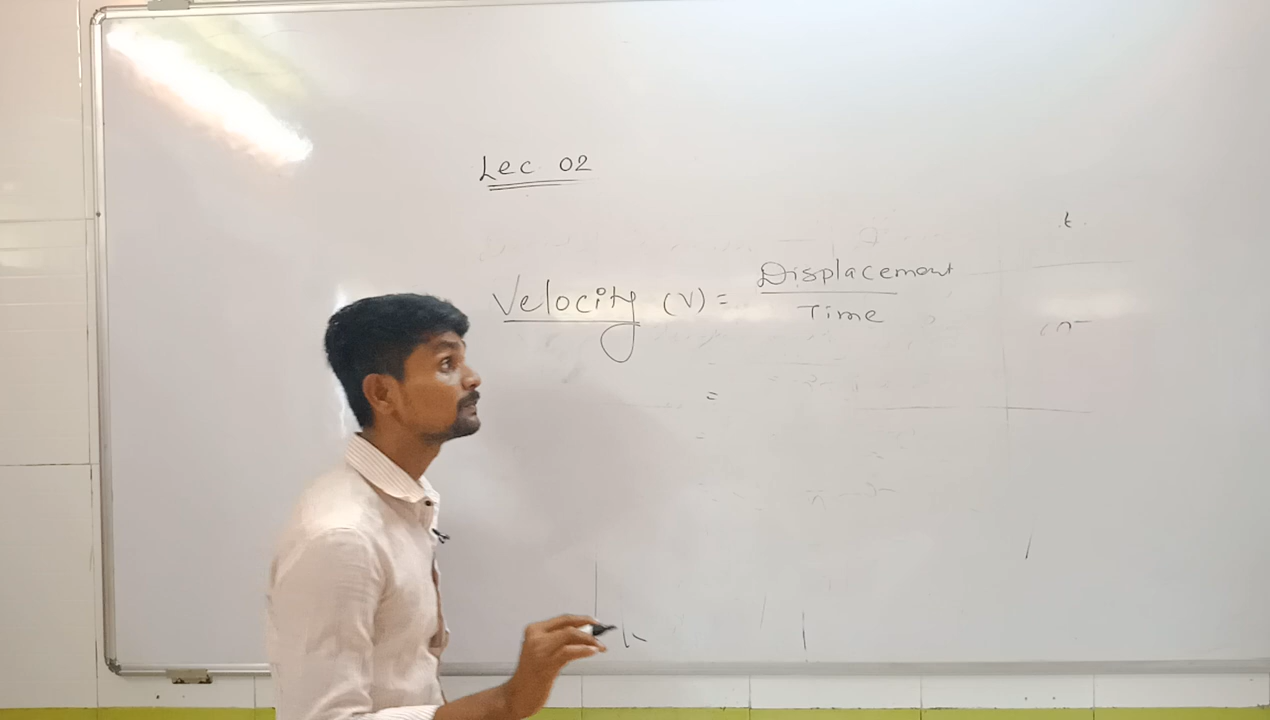 Lec 02
t
Velocity (V) = Displacement
Time
=